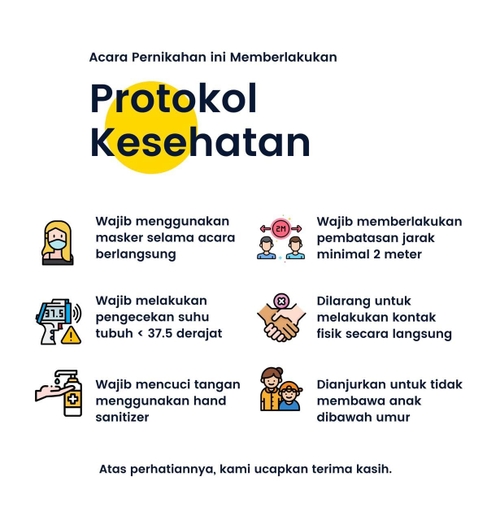 Acara Pernikahan ini Memberlakukan
Protokol
Kesehatan
Wajib menggunakan
masker selama acara
berlangsung
2M
Wajib memberlakukan
pembatasan jarak
minimal 2 meter
37.5
Wajib melakukan
pengecekan suhu
tubuh < 37.5 derajat
Dilarang untuk
melakukan kontak
fisik secara langsung
Wajib mencuci tangan
menggunakan hand
sanitizer
Dianjurkan untuk tidak
membawa anak
dibawah umur
Atas perhatiannya, kami ucapkan terima kasih.